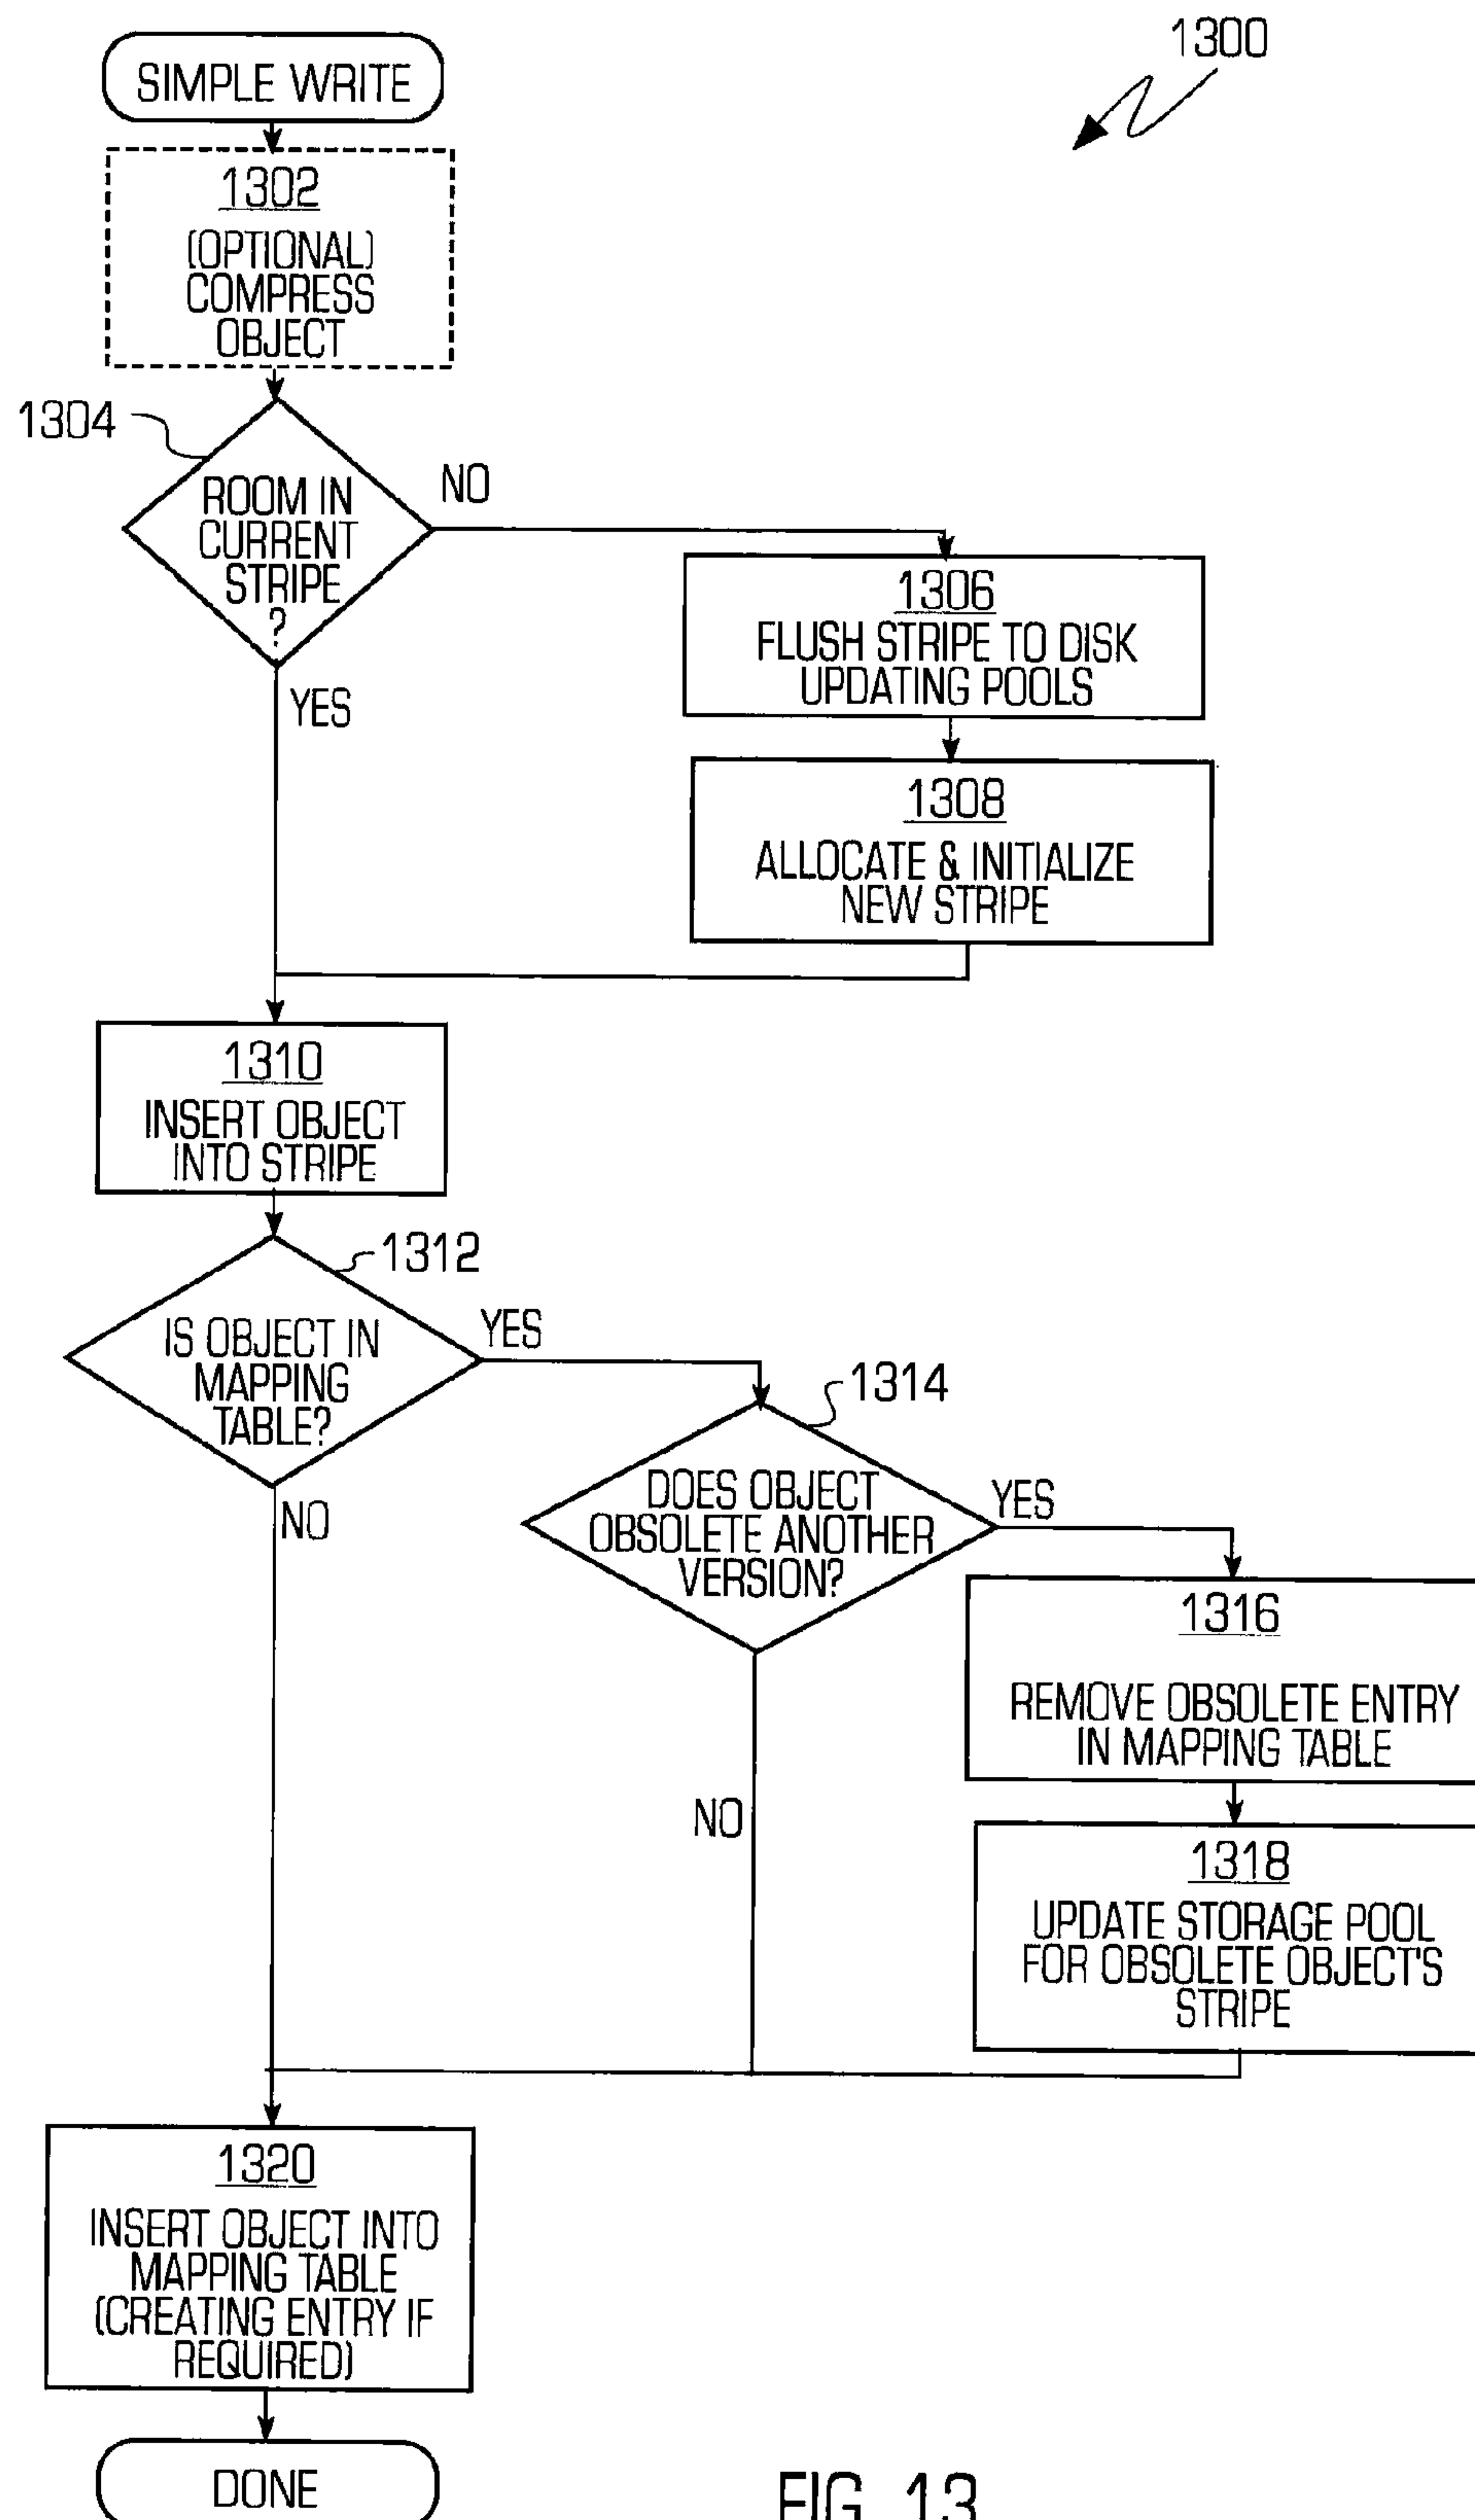 1300
SIMPLE WRITE
1302
(OPTIONAL)
COMPRESS
OBJECT
1304
ROOM IN
CURRENT
STRIPE
?
NO
YES
1306
FLUSH STRIPE TO DISK
UPDATING POOLS
1308
ALLOCATE & INITIALIZE
NEW STRIPE
1310
INSERT OBJECT
INTO STRIPE
1312
IS OBJECT IN
MAPPING
TABLE?
YES
NO
1314
DOES OBJECT
OBSOLETE ANOTHER
VERSION?
YES
NO
1316
REMOVE OBSOLETE ENTRY
IN MAPPING TABLE
1318
UPDATE STORAGE POOL
FOR OBSOLETE OBJECT'S
STRIPE
1320
INSERT OBJECT INTO
MAPPING TABLE
(CREATING ENTRY IF
REQUIRED)
DONE
FIG. 13